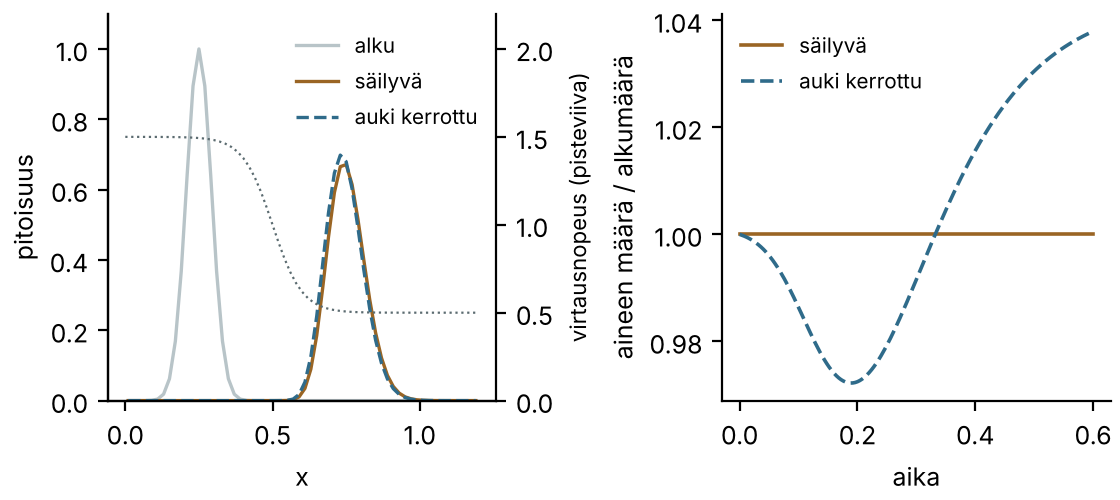 alku
säilyvä
auki kerrottu
pitoisuus
1.0
0.8
0.6
0.4
0.2
0.0
2.0
1.5
1.0
0.5
0.0
virtausnopeus (pisteviiva)
0.0 0.5 1.0
x
säilyvä
auki kerrottu
aineen määrä / alkumäärä
1.04
1.02
1.00
0.98
0.0 0.2 0.4 0.6
aika